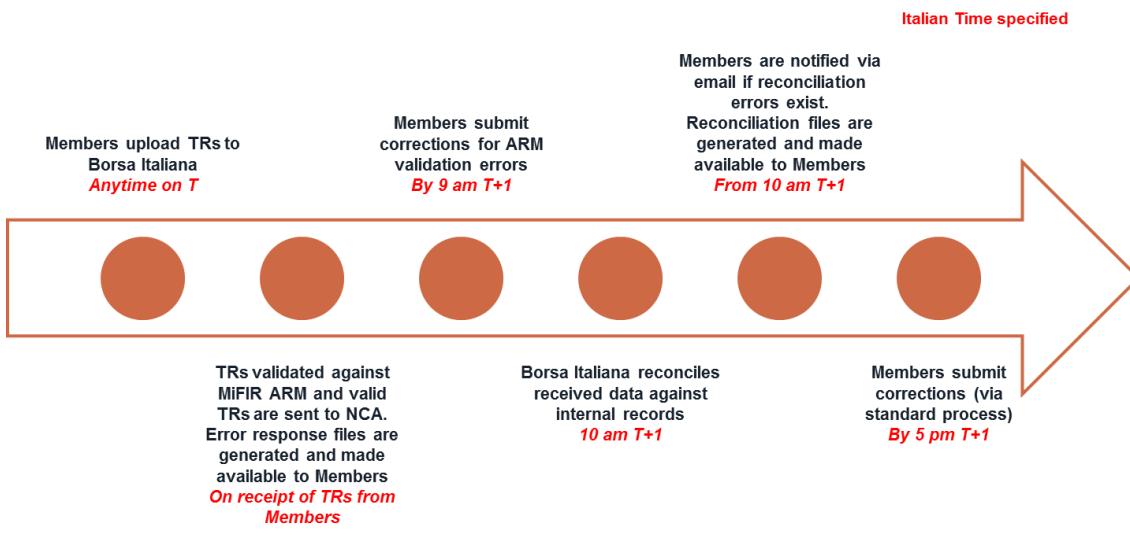 Italian Time specified
Members upload TRs to
Borsa Italiana
Anytime on T
TRs validated against
MiFIR ARM and valid
TRs are sent to NCA.
Error response files are
generated and made
available to Members
On receipt of TRs from
Members
Members submit
corrections for ARM
validation errors
By 9 am T+1
Borsa Italiana reconciles
received data against
internal records
10 am T+1
Members are notified via
email if reconciliation
errors exist.
Reconciliation files are
generated and made
available to Members
From 10 am T+1
Members submit
corrections (via
standard process)
By 5 pm T+1